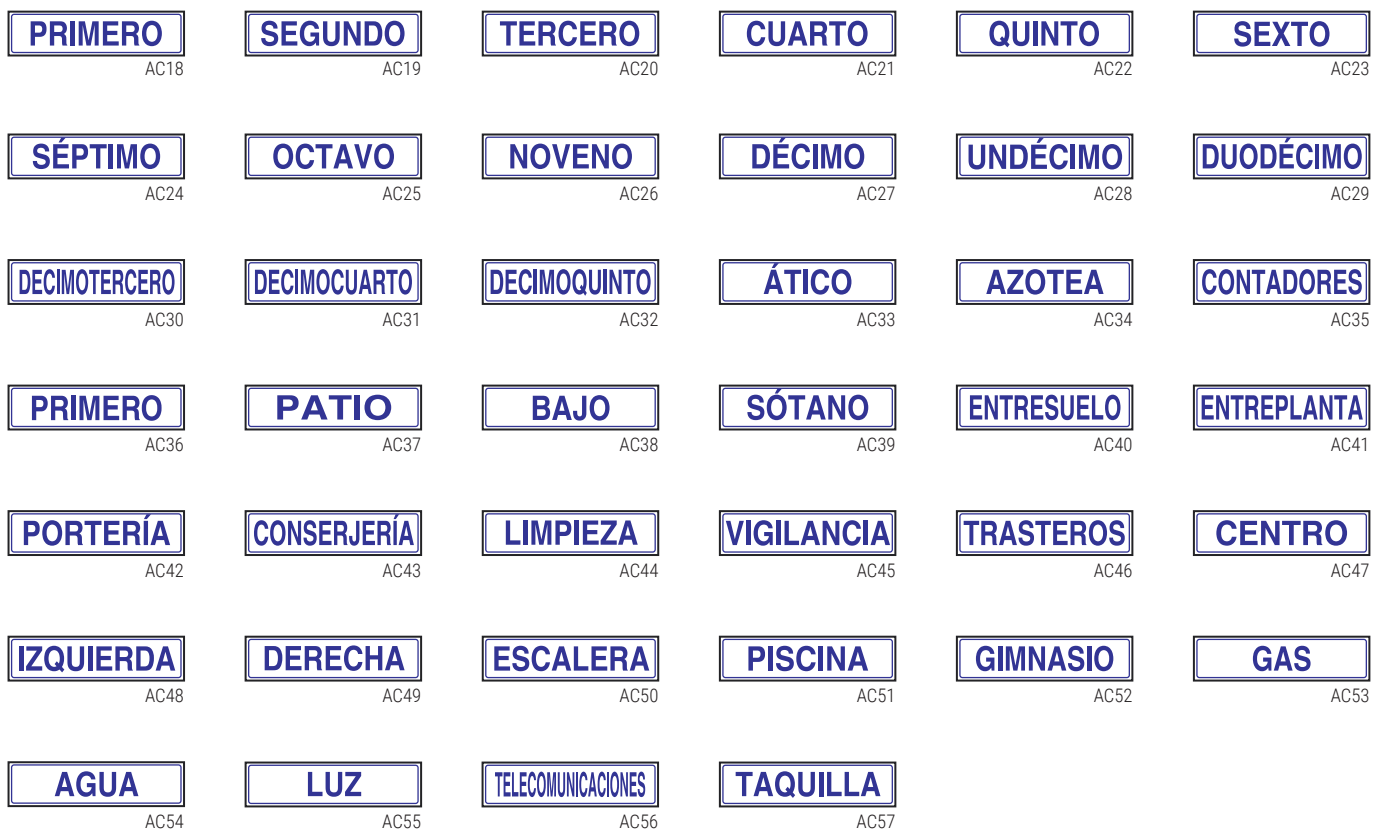 PRIMERO SEGUNDO TERCERO CUARTO QUINTO SEXTO
AC18 AC19 AC20 AC21 AC22 AC23
SÉPTIMO OCTAVO NOVENO DÉCIMO UNDÉCIMO DUODÉCIMO
AC24 AC25 AC26 AC27 AC28 AC29
DECIMOTERCERO DECIMOCUARTO DECIMOQUINTO ÁTICO AZOTEA CONTADORES
AC30 AC31 AC32 AC33 AC34 AC35
PRIMERO PATIO BAJO SÓTANO ENTRESUELO ENTREPLANTA
AC36 AC37 AC38 AC39 AC40 AC41
PORTERÍA CONSERJERÍA LIMPIEZA VIGILANCIA TRASTEROS CENTRO
AC42 AC43 AC44 AC45 AC46 AC47
IZQUIERDA DERECHA ESCALERA PISCINA GIMNASIO GAS
AC48 AC49 AC50 AC51 AC52 AC53
AGUA LUZ TELECOMUNICACIONES TAQUILLA
AC54 AC55 AC56 AC57